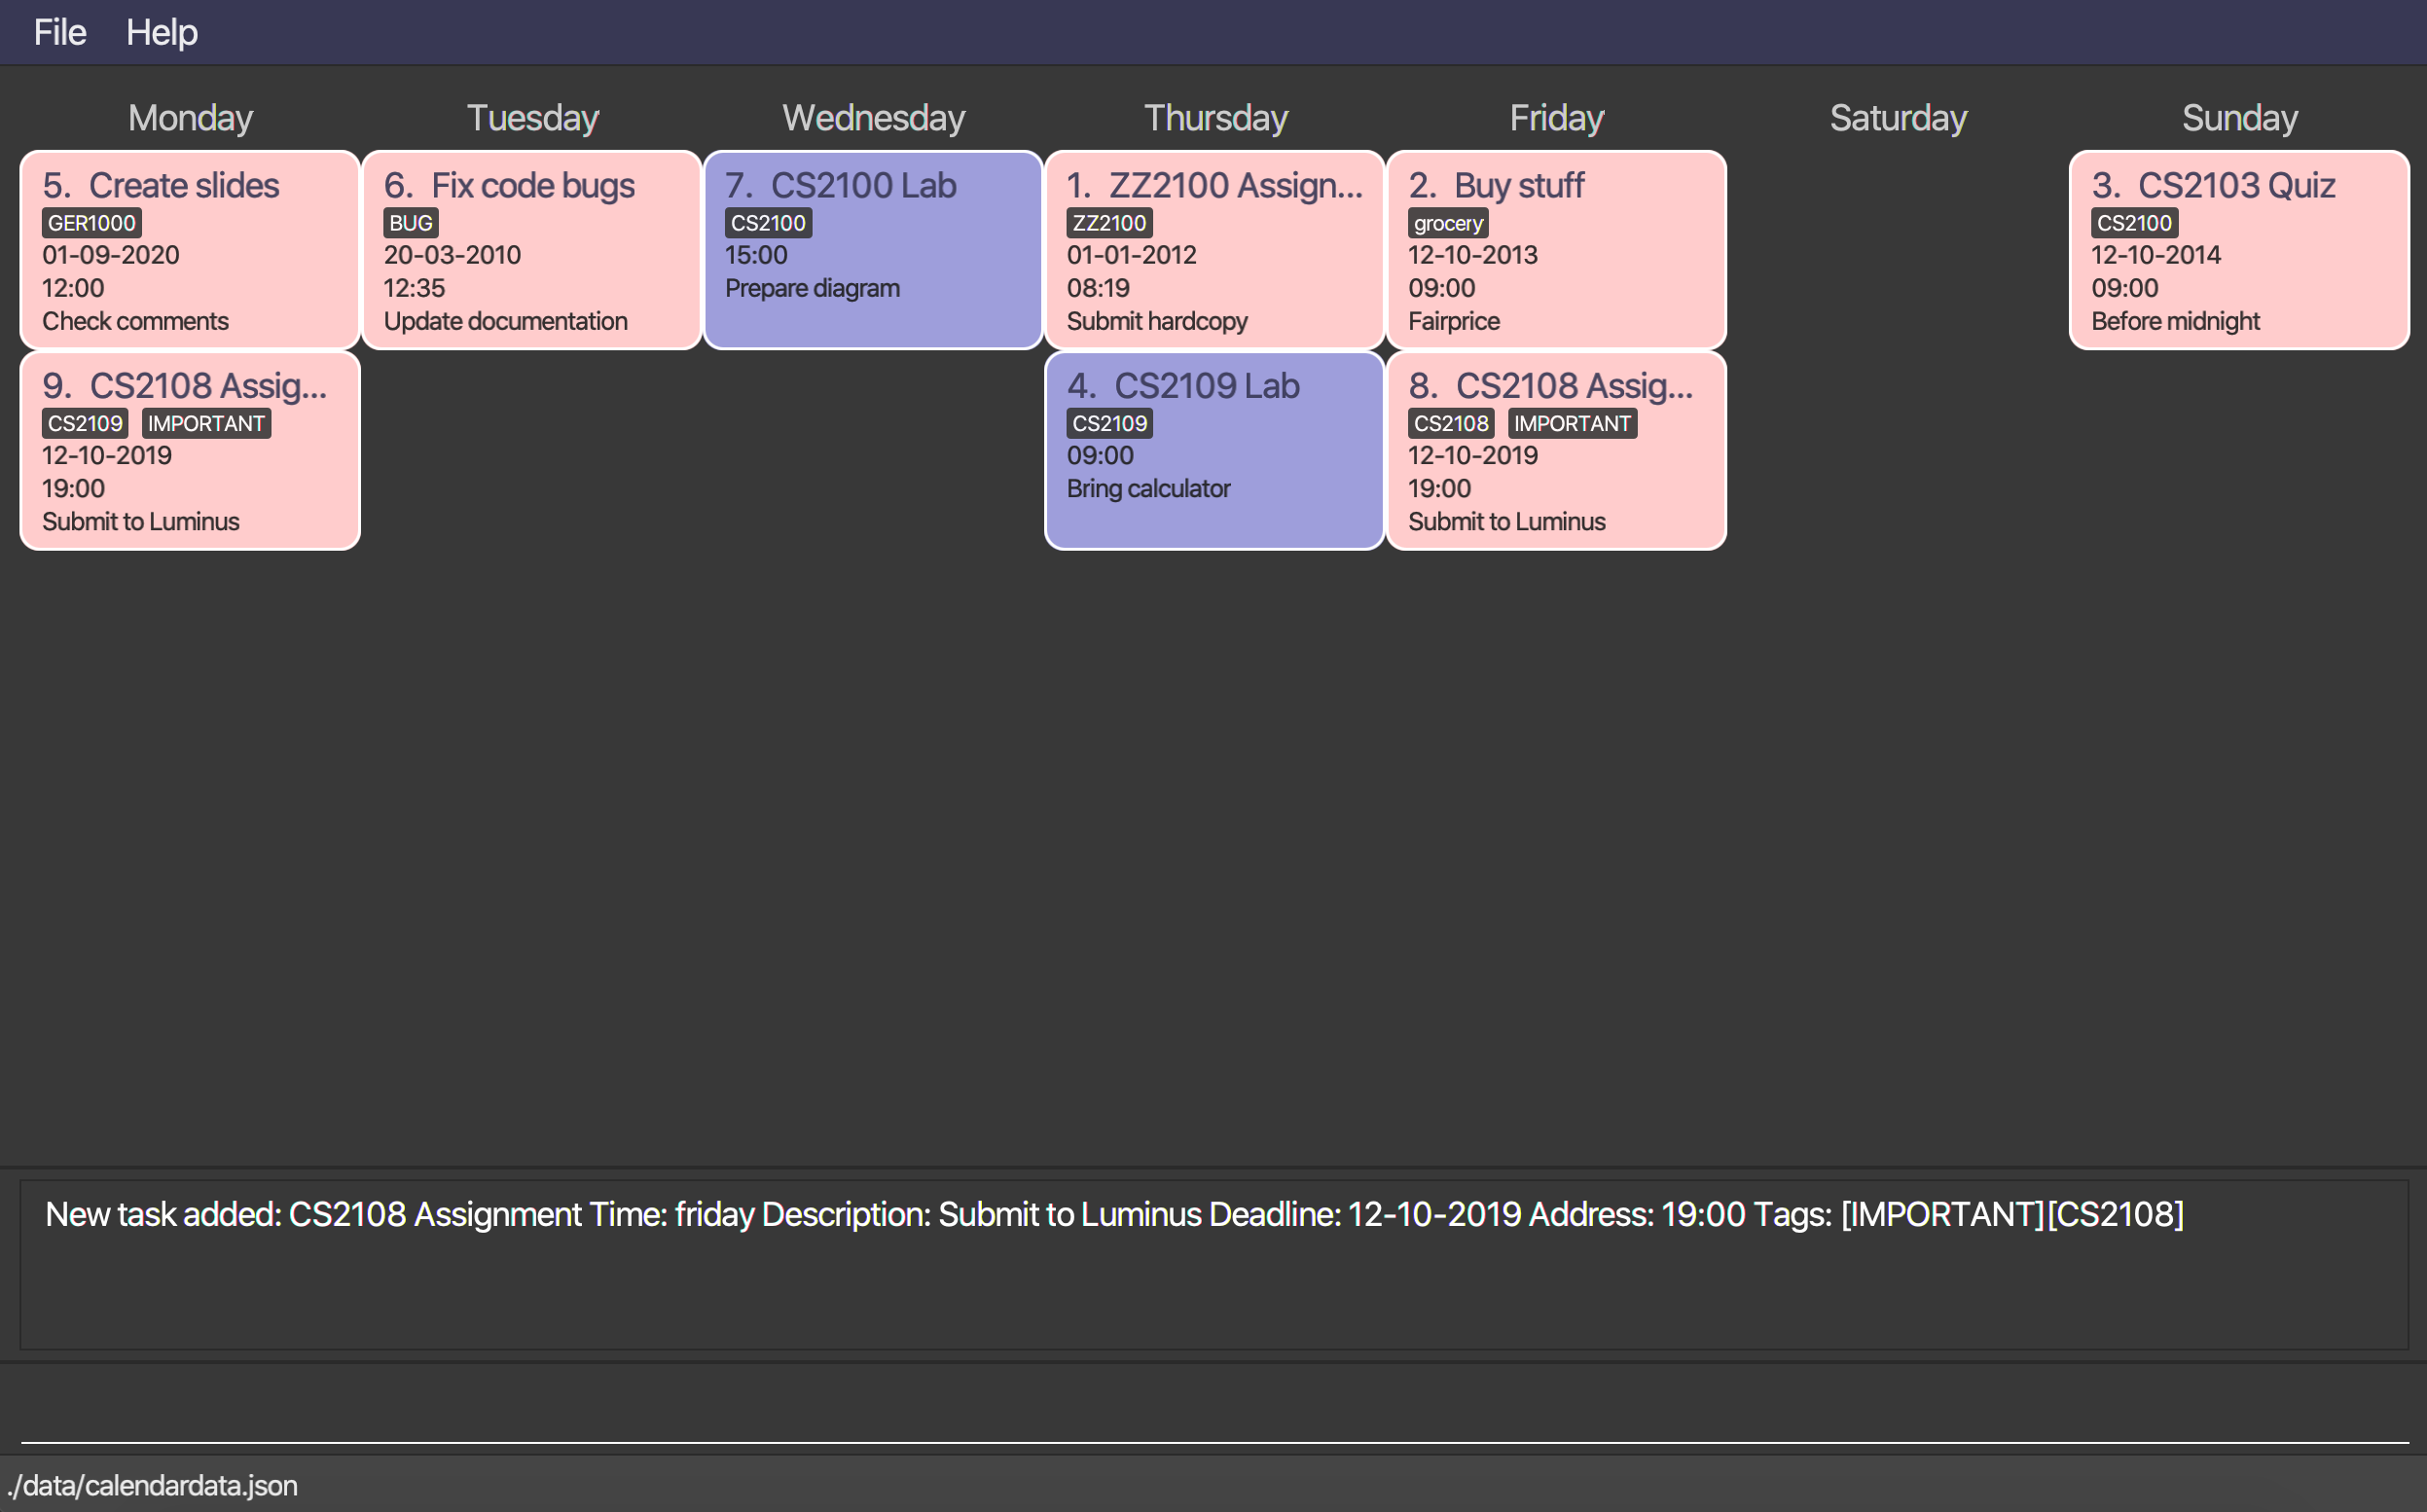 File Help
Monday Tuesday Wednesday Thursday Friday Saturday Sunday
5. Create slides
GER1000
01-09-2020
12:00
Check comments
9. CS2108 Assig...
CS2109 IMPORTANT
12-10-2019
19:00
Submit to Luminus
6. Fix code bugs
BUG
20-03-2010
12:35
Update documentation
7. CS2100 Lab
CS2100
15:00
Prepare diagram
1. ZZ2100 Assign...
ZZ2100
01-01-2012
08:19
Submit hardcopy
4. CS2109 Lab
CS2109
09:00
Bring calculator
2. Buy stuff
grocery
12-10-2013
09:00
Fairprice
8. CS2108 Assig...
CS2108 IMPORTANT
12-10-2019
19:00
Submit to Luminus
3. CS2103 Quiz
CS2100
12-10-2014
09:00
Before midnight
New task added: CS2108 Assignment Time: friday Description: Submit to Luminus Deadline: 12-10-2019 Address: 19:00 Tags: [IMPORTANT][CS2108]
./data/calendardata.json